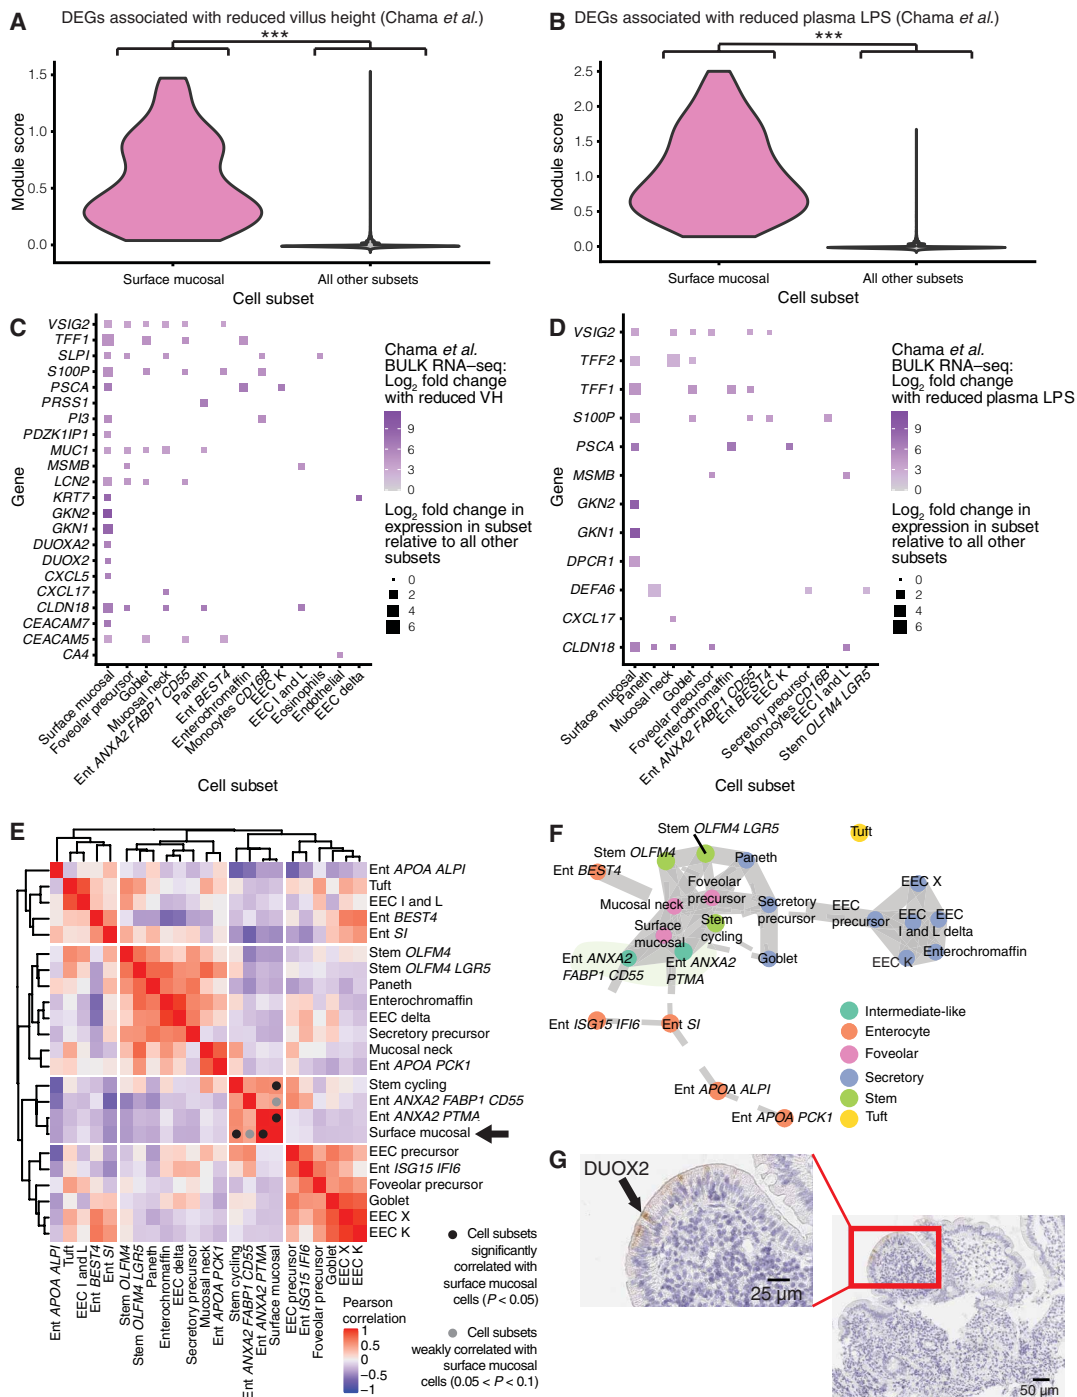 A DEGs associated with reduced villus height (Chama et al.)
***
Module score
1.5
1.0
0.5
0.0
Surface mucosal
All other subsets
Cell subset
B DEGs associated with reduced plasma LPS (Chama et al.)
***
Module score
2.5
2.0
1.5
1.0
0.5
0.0
Surface mucosal
All other subsets
Cell subset
C
Gene
VSIG2
TFF1
SLPI
S100P
PSCA
PRSS1
PI3
PDZK1IP1
MUC1
MSMB
LCN2
KRT7
GKN2
GKN1
DUOXA2
DUOX2
CXCL5
CXCL17
CLDN18
CEACAM7
CEACAM5
CA4
Surface mucosal
Foveolar precursor
Goblet
Mucosal neck
Ent ANXA2 FABP1 CD55
Paneth
Ent BEST4
Enterochromaffin
Monocytes CD16B
EEC K
EEC I and L
Eosinophils
Endothelial
EEC delta
Cell subset
Chama et al.
BULK RNA–seq:
Log2 fold change
with reduced VH
9
6
3
0
Log2 fold change in
expression in subset
relative to all other
subsets
0
2
4
6
D
Gene
VSIG2
TFF2
TFF1
S100P
PSCA
MSMB
GKN2
GKN1
DPCR1
DEFA6
CXCL17
CLDN18
Surface mucosal
Paneth
Mucosal neck
Goblet
Foveolar precursor
Enterochromaffin
Ent ANXA2 FABP1 CD55
Ent BEST4
EEC K
Secretory precursor
Monocytes CD16B
EEC I and L
Stem OLFM4 LGR5
Cell subset
Chama et al.
BULK RNA–seq:
Log2 fold change
with reduced plasma LPS
9
6
3
0
Log2 fold change in
expression in subset
relative to all other
subsets
0
2
4
6
E
Ent APOA ALPI
Tuft
EEC I and L
Ent BEST4
Ent SI
Stem OLFM4
Stem OLFM4 LGR5
Paneth
Enterochromaffin
EEC delta
Secretory precursor
Mucosal neck
Ent APOA PCK1
Stem cycling
Ent ANXA2 FABP1 CD55
Ent ANXA2 PTMA
Surface mucosal
EEC precursor
Ent ISG15 IFI6
Foveolar precursor
Goblet
EEC X
EEC K
Ent APOA ALPI
Tuft
EEC I and L
Ent BEST4
Ent SI
Stem OLFM4
Stem OLFM4 LGR5
Paneth
Enterochromaffin
EEC delta
Secretory precursor
Mucosal neck
Ent APOA PCK1
Stem cycling
Ent ANXA2 FABP1 CD55
Ent ANXA2 PTMA
Surface mucosal
EEC precursor
Ent ISG15 IFI6
Foveolar precursor
Goblet
EEC X
EEC K
Cell subsets
significantly
correlated with
surface mucosal
cells (P < 0.05)
Cell subsets
weakly correlated with
surface mucosal
cells (0.05 < P < 0.1)
Pearson
correlation
1
0.5
0
−0.5
−1
F
Stem OLFM4 LGR5
Tuft
Stem OLFM4
Paneth
Ent BEST4
Foveolar
precursor
EEC X
Mucosal neck
Secretory
precursor
EEC
precursor
EEC
I and L
EEC
delta
Stem
cycling
Surface
mucosal
Enterochromaffin
Ent ANXA2
FABP1 CD55
Ent ANXA2
PTMA
Goblet
EEC K
Ent ISG15 IFI6
Ent SI
Ent APOA ALPI
Ent APOA PCK1
Intermediate-like
Enterocyte
Foveolar
Secretory
Stem
Tuft
G
DUOX2
25 µm
50 µm